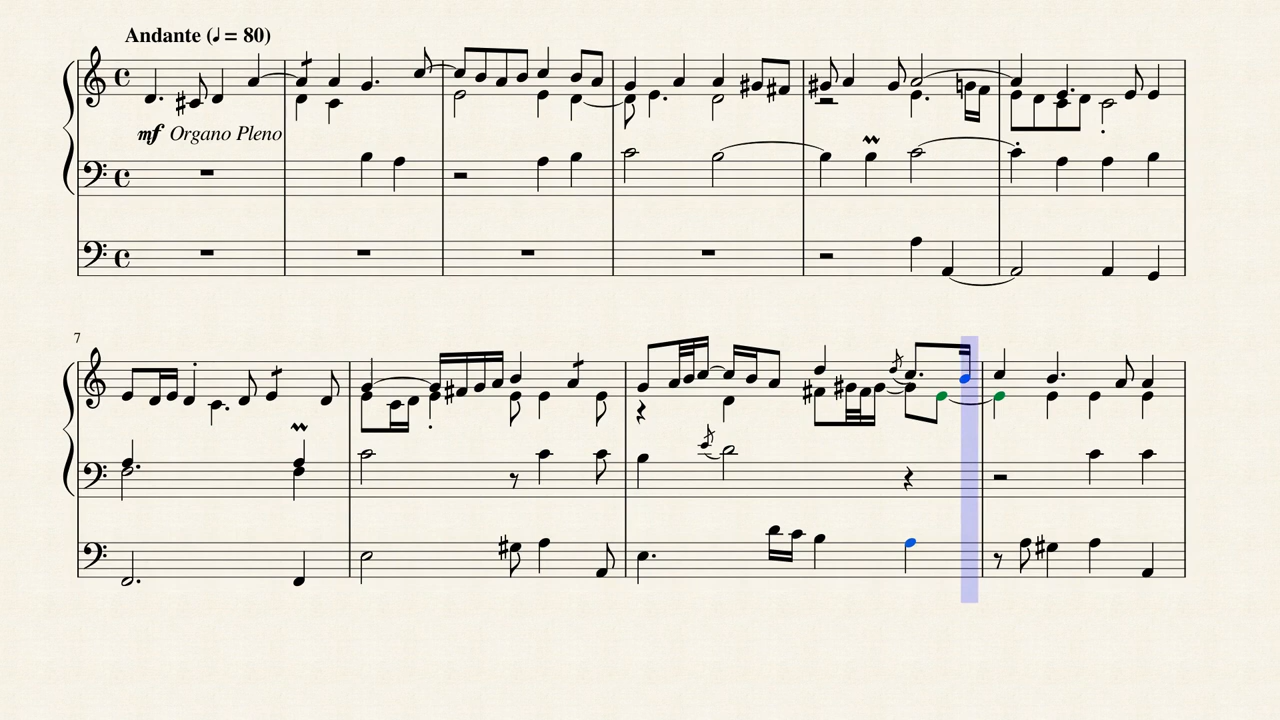 Andante (♩ = 80)
mf Organo Pleno
7